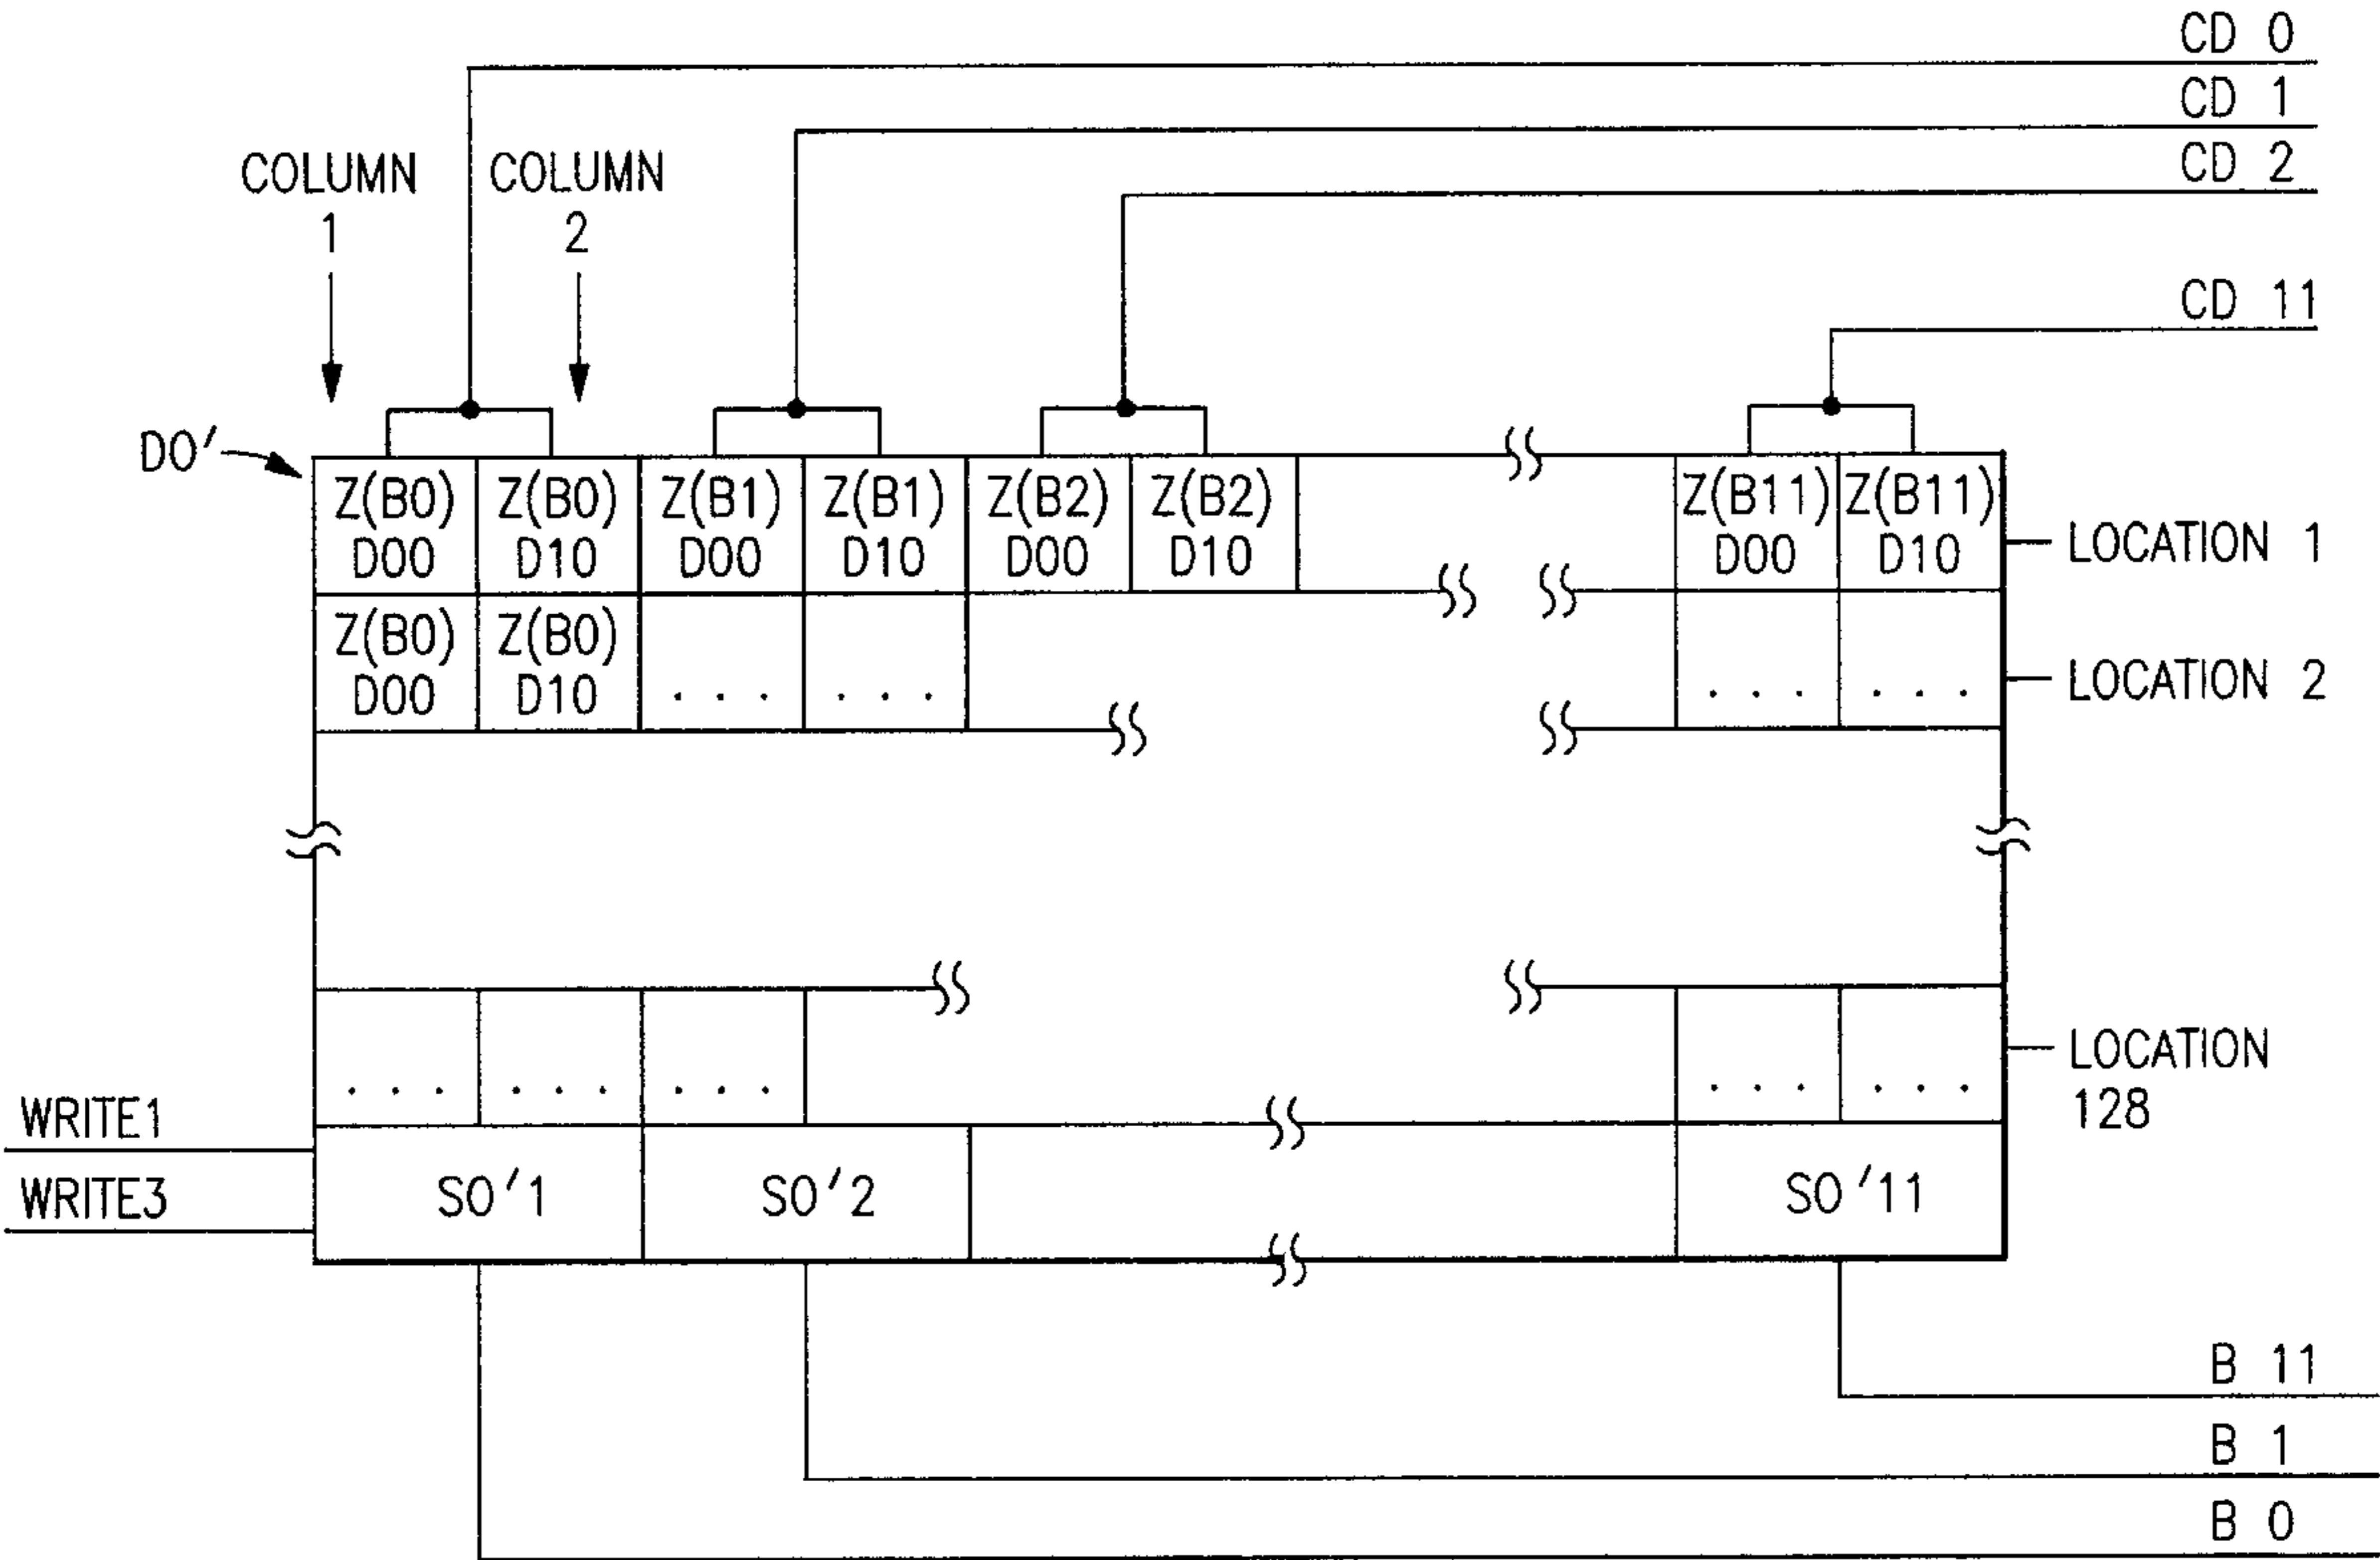 CD 0
CD 1
CD 2
COLUMN
1
COLUMN
2
CD 11
DO′
Z(B0)
D00
Z(B0)
D10
Z(B1)
D00
Z(B1)
D10
Z(B2)
D00
Z(B2)
D10
Z(B11)
D00
Z(B11)
D10
LOCATION 1
Z(B0)
D00
Z(B0)
D10
. . .
. . .
. . .
. . .
LOCATION 2
. . .
. . .
. . .
. . .
. . .
LOCATION
128
WRITE1
WRITE3
SO′1
SO′2
SO′11
B 11
B 1
B 0